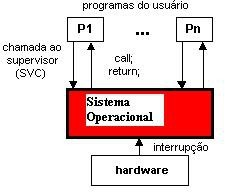 programas do usuário
P1
...
Pn
chamada ao
supervisor
(SVC)
call;
return;
Sistema
Operacional
interrupção
hardware